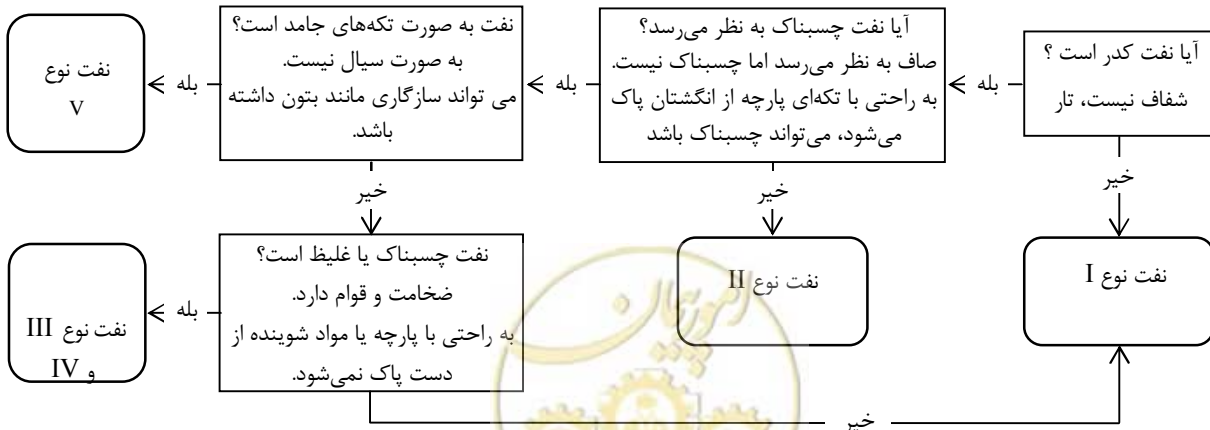 آیا نفت کدر است ؟
شفاف نیست، تار
بله
آیا نفت چسبناک به نظر می‌رسد؟
صاف به نظر می‌رسد اما چسبناک نیست.
به راحتی با تکه‌ای پارچه از انگشتان پاک
می‌شود، می‌تواند چسبناک باشد
بله
نفت به صورت تکه‌های جامد است؟
به صورت سیال نیست.
می تواند سازگاری مانند بتون داشته
باشد.
بله
نفت نوع
V
خیر
خیر
خیر
نفت نوع I
نفت نوع II
نفت چسبناک یا غلیظ است؟
ضخامت و قوام دارد.
به راحتی با پارچه یا مواد شوینده از
دست پاک نمی‌شود.
بله
نفت نوع III
و IV
خیر